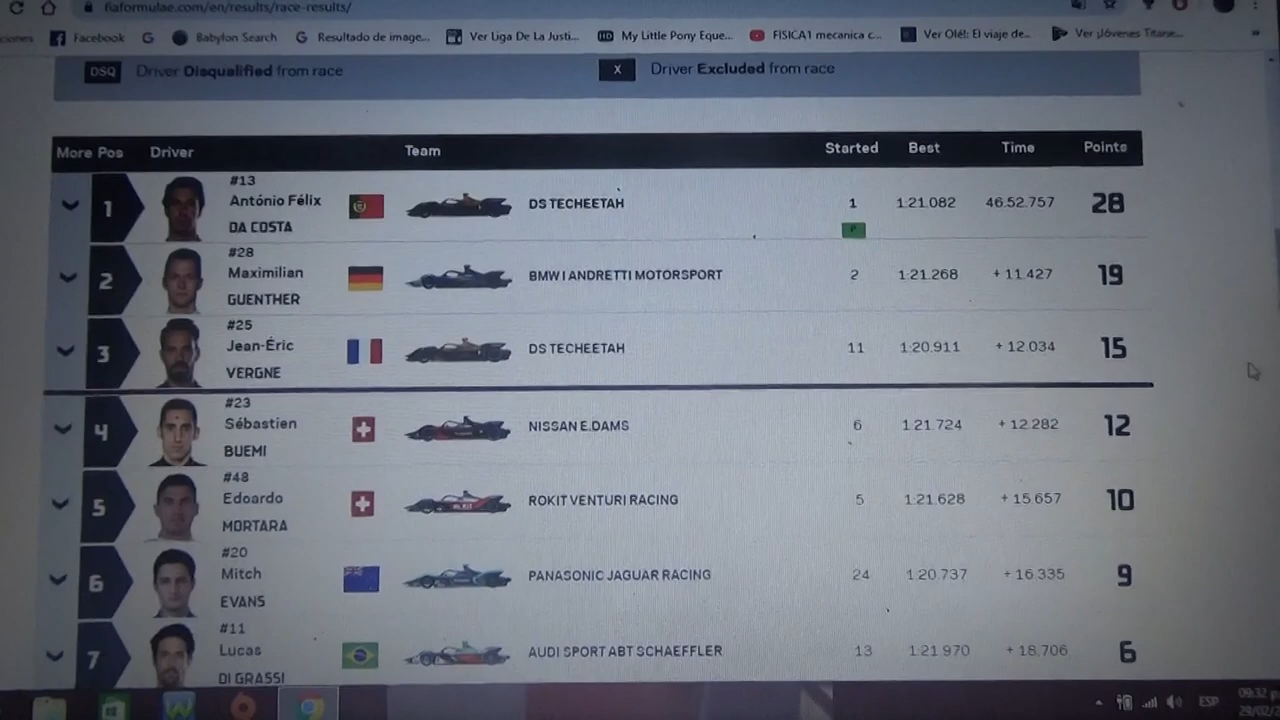 fiaformulae.com/en/results/race-results/
ciones Facebook Babylon Search Resultado de image... Ver Liga De La Justi... My Little Pony Eque... FISICA1 mecanica c... Ver Olé!: El viaje de... Ver ¡Jóvenes Titane... »
DSQ Driver Disqualified from race X Driver Excluded from race
More Pos Driver Team Started Best Time Points
#13
1 António Félix DS TECHEETAH 1 1:21.082 46:52.757 28
DA COSTA P
#28
2 Maximilian BMW I ANDRETTI MOTORSPORT 2 1:21.268 + 11.427 19
GUENTHER
#25
3 Jean-Éric DS TECHEETAH 11 1:20.911 + 12.034 15
VERGNE
#23
4 Sébastien NISSAN E.DAMS 6 1:21.724 + 12.282 12
BUEMI
#48
5 Edoardo ROKIT VENTURI RACING 5 1:21.628 + 15.657 10
MORTARA
#20
6 Mitch PANASONIC JAGUAR RACING 24 1:20.737 + 16.335 9
EVANS
#11
7 Lucas AUDI SPORT ABT SCHAEFFLER 13 1:21.970 + 18.706 6
DI GRASSI
ESP 09:32
29/02/